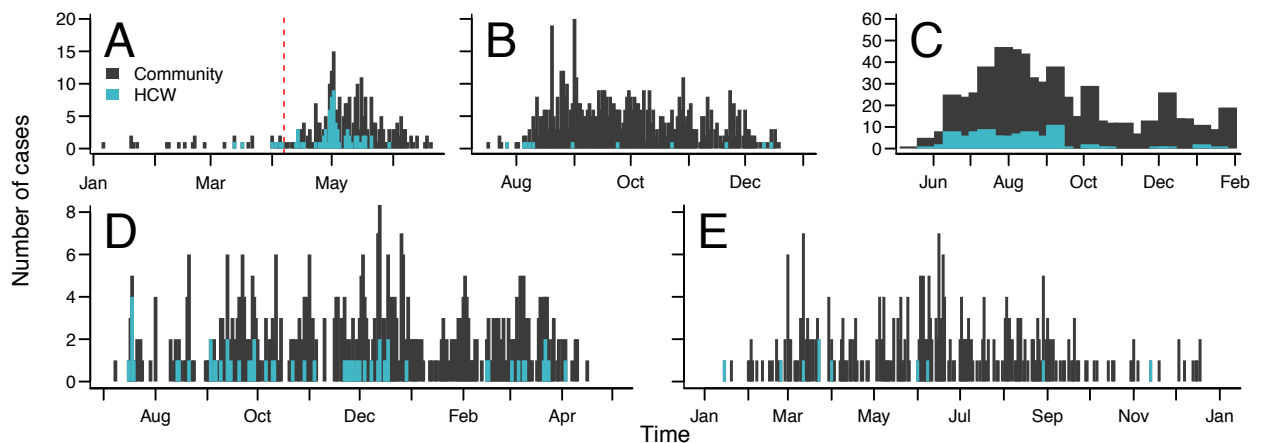 Number of cases
A
Community
HCW
20
15
10
5
0
Jan
Mar
May
B
Aug
Oct
Dec
C
60
50
40
30
20
10
0
Jun
Aug
Oct
Dec
Feb
D
8
6
4
2
0
Aug
Oct
Dec
Feb
Apr
E
Jan
Mar
May
Jul
Sep
Nov
Jan
Time